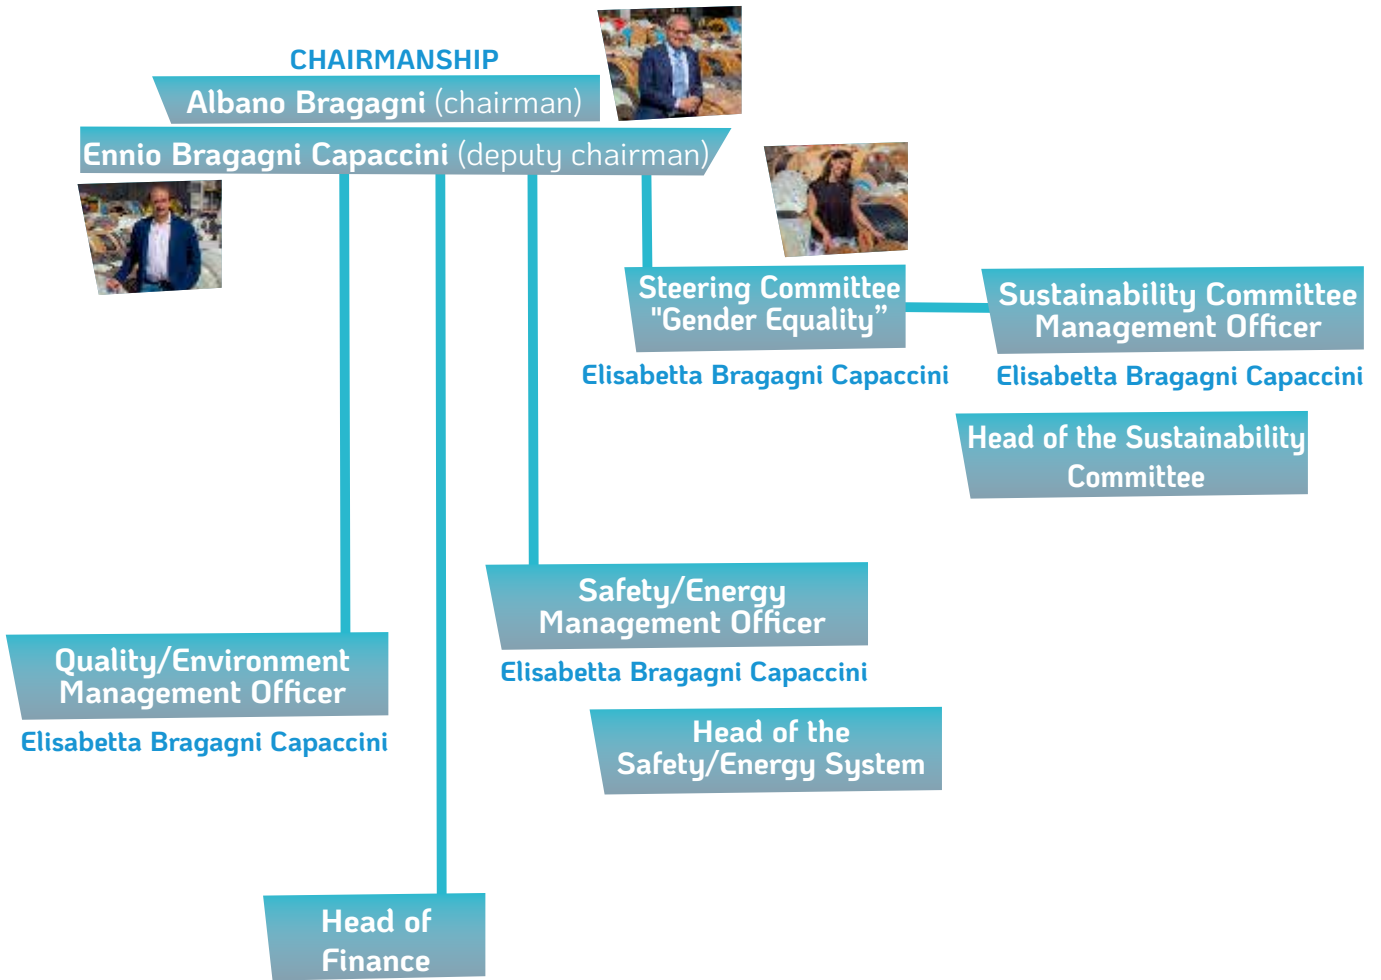 CHAIRMANSHIP
Albano Bragagni (chairman)
Ennio Bragagni Capaccini (deputy chairman)
Steering Committee
"Gender Equality”
Elisabetta Bragagni Capaccini
Sustainability Committee
Management Officer
Elisabetta Bragagni Capaccini
Head of the Sustainability
Committee
Safety/Energy
Management Officer
Elisabetta Bragagni Capaccini
Head of the
Safety/Energy System
Quality/Environment
Management Officer
Elisabetta Bragagni Capaccini
Head of
Finance